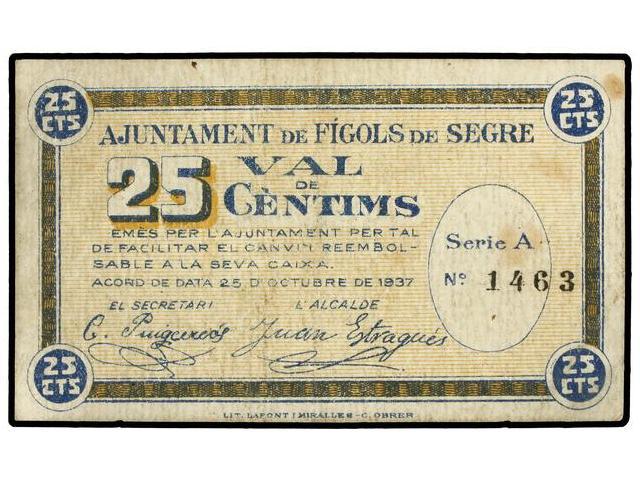 25 CTS
25 CTS
AJUNTAMENT DE FÍGOLS DE SEGRE
25 VAL
DE
CÈNTIMS
EMÈS PER L'AJUNTAMENT PER TAL
DE FACILITAR EL CANVI I REEMBOL-
SABLE A LA SEVA CAIXA.
ACORD DE DATA 25 D'OCTUBRE DE 1937
Serie A
Nº 1463
EL SECRETARI L'ALCALDE
Juan Estragués
25 CTS
25 CTS
LIT. LAFONT I MIRALLES - C. OBRER